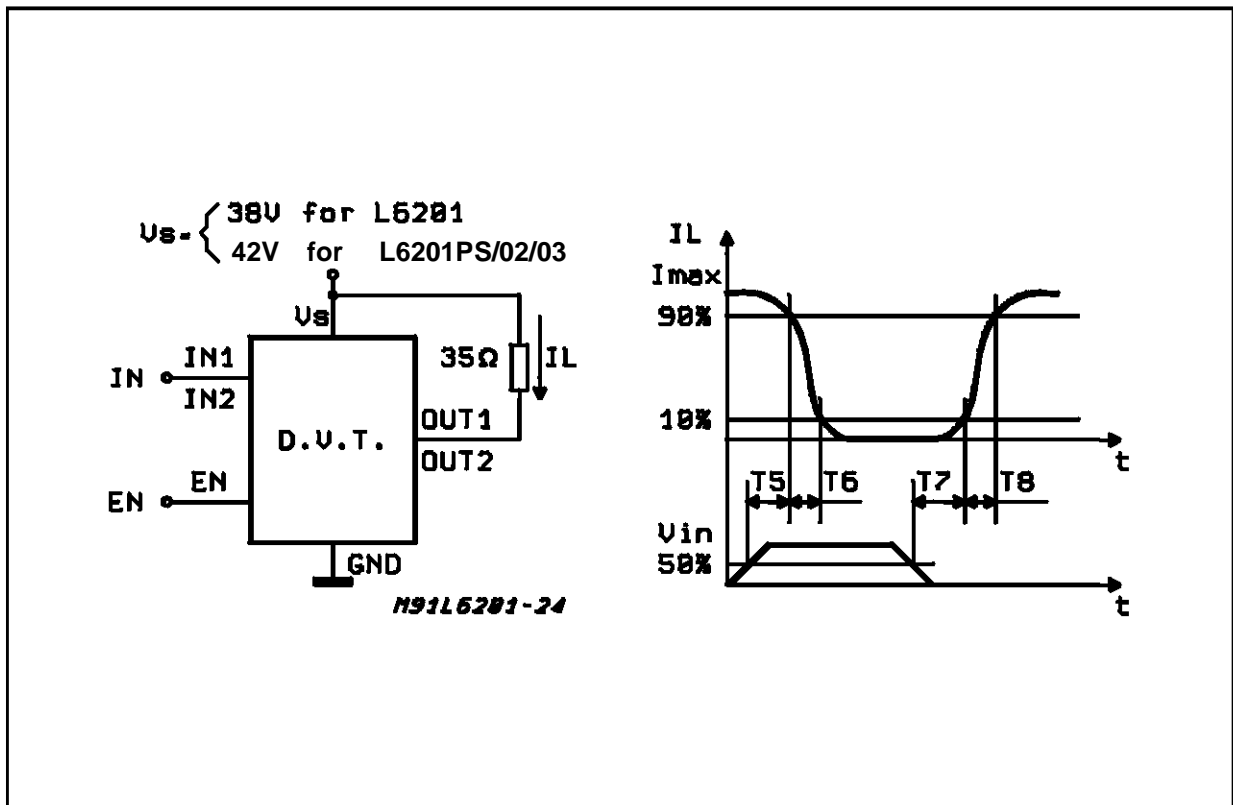 Vs= { 38V for L6201
42V for L6201PS/02/03
Vs
IN IN1
IN2
EN EN
D.V.T.
35Ω IL
OUT1
OUT2
GND
M91L6201-24
IL
Imax
90%
10%
t
T5 T6 T7 T8
Vin
50%
t